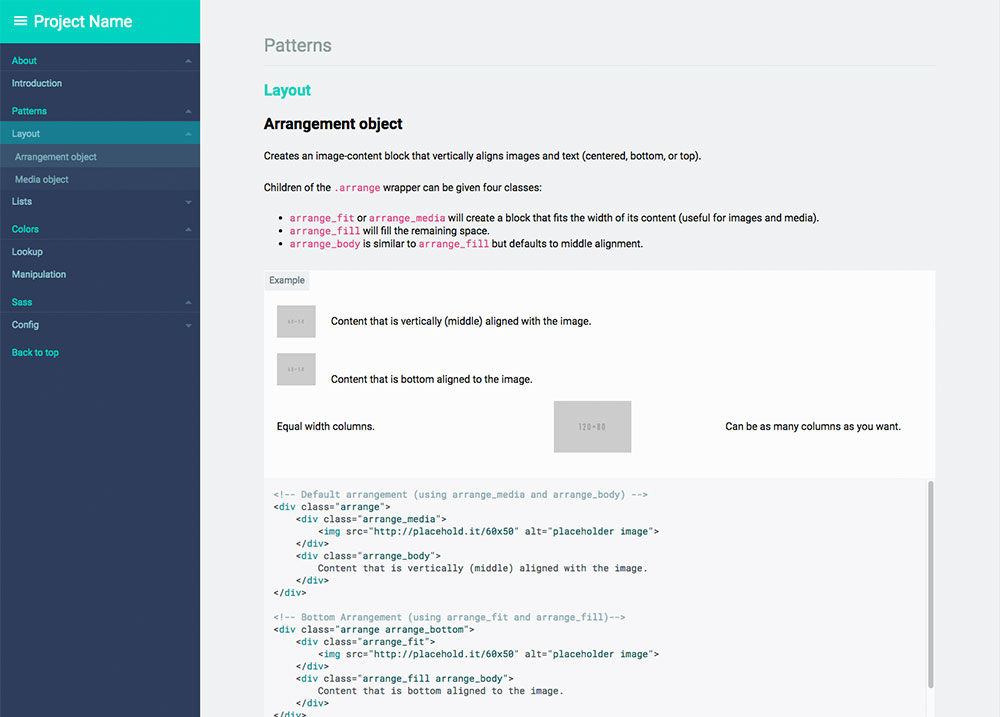 Project Name
About
Introduction
Patterns
Layout
Arrangement object
Media object
Lists
Colors
Lookup
Manipulation
Sass
Config
Back to top
Patterns
Layout
Arrangement object
Creates an image-content block that vertically aligns images and text (centered, bottom, or top).
Children of the .arrange wrapper can be given four classes:
• arrange_fit or arrange_media will create a block that fits the width of its content (useful for images and media).
• arrange_fill will fill the remaining space.
• arrange_body is similar to arrange_fill but defaults to middle alignment.
Example
Content that is vertically (middle) aligned with the image.
Content that is bottom aligned to the image.
Equal width columns.
120×80
Can be as many columns as you want.
<!-- Default arrangement (using arrange_media and arrange_body) -->
<div class="arrange">
    <div class="arrange_media">
        <img src="http://placehold.it/60x50" alt="placeholder image">
    </div>
    <div class="arrange_body">
        Content that is vertically (middle) aligned with the image.
    </div>
</div>
<!-- Bottom Arrangement (using arrange_fit and arrange_fill)-->
<div class="arrange arrange_bottom">
    <div class="arrange_fit">
        <img src="http://placehold.it/60x50" alt="placeholder image">
    </div>
    <div class="arrange_fill arrange_body">
        Content that is bottom aligned to the image.
    </div>
</div>